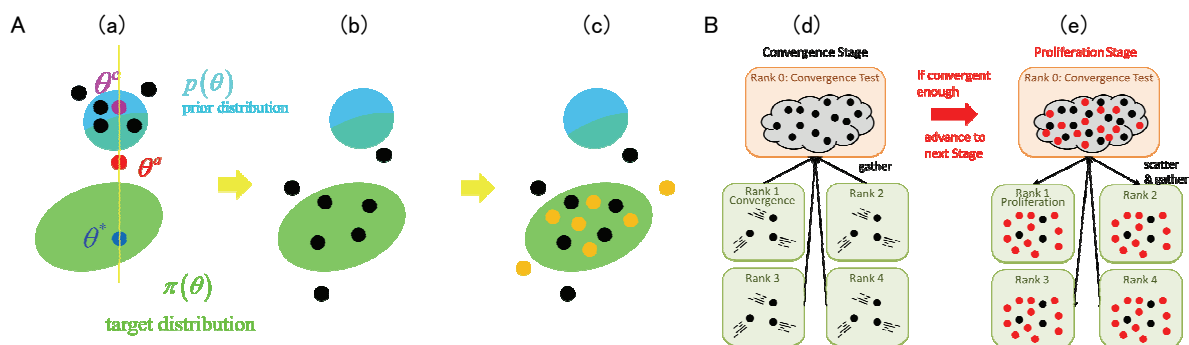 A
(a)
(b)
(c)
θᶜ
p(θ)
prior distribution
θᵃ
θ*
π(θ)
target distribution
B
(d)
(e)
Convergence Stage
Rank 0: Convergence Test
gather
Rank 1
Convergence
Rank 2
Rank 3
Rank 4
If convergent
enough
advance to
next Stage
Proliferation Stage
Rank 0: Convergence Test
scatter
& gather
Rank 1
Proliferation
Rank 2
Rank 3
Rank 4